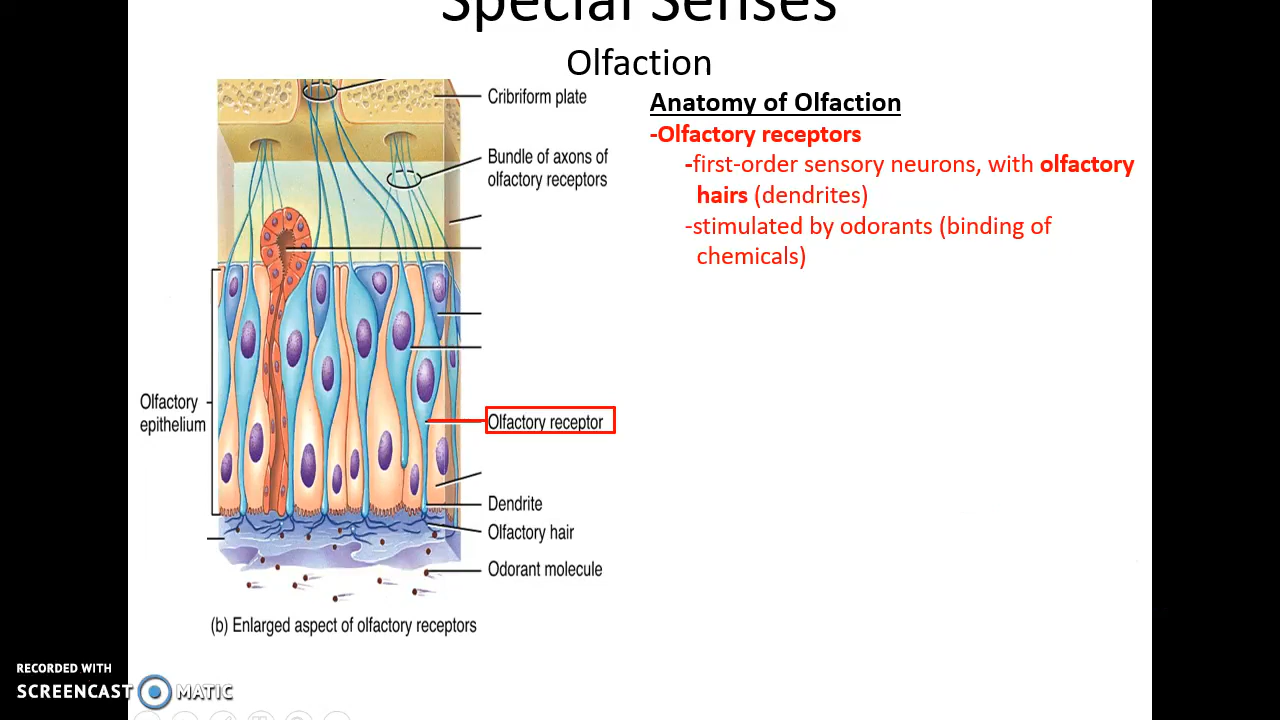 Special Senses
Olfaction
Cribriform plate
Bundle of axons of
olfactory receptors
Olfactory
epithelium
Olfactory receptor
Dendrite
Olfactory hair
Odorant molecule
(b) Enlarged aspect of olfactory receptors
Anatomy of Olfaction
-Olfactory receptors
-first-order sensory neurons, with olfactory
hairs (dendrites)
-stimulated by odorants (binding of
chemicals)
RECORDED WITH
SCREENCAST MATIC